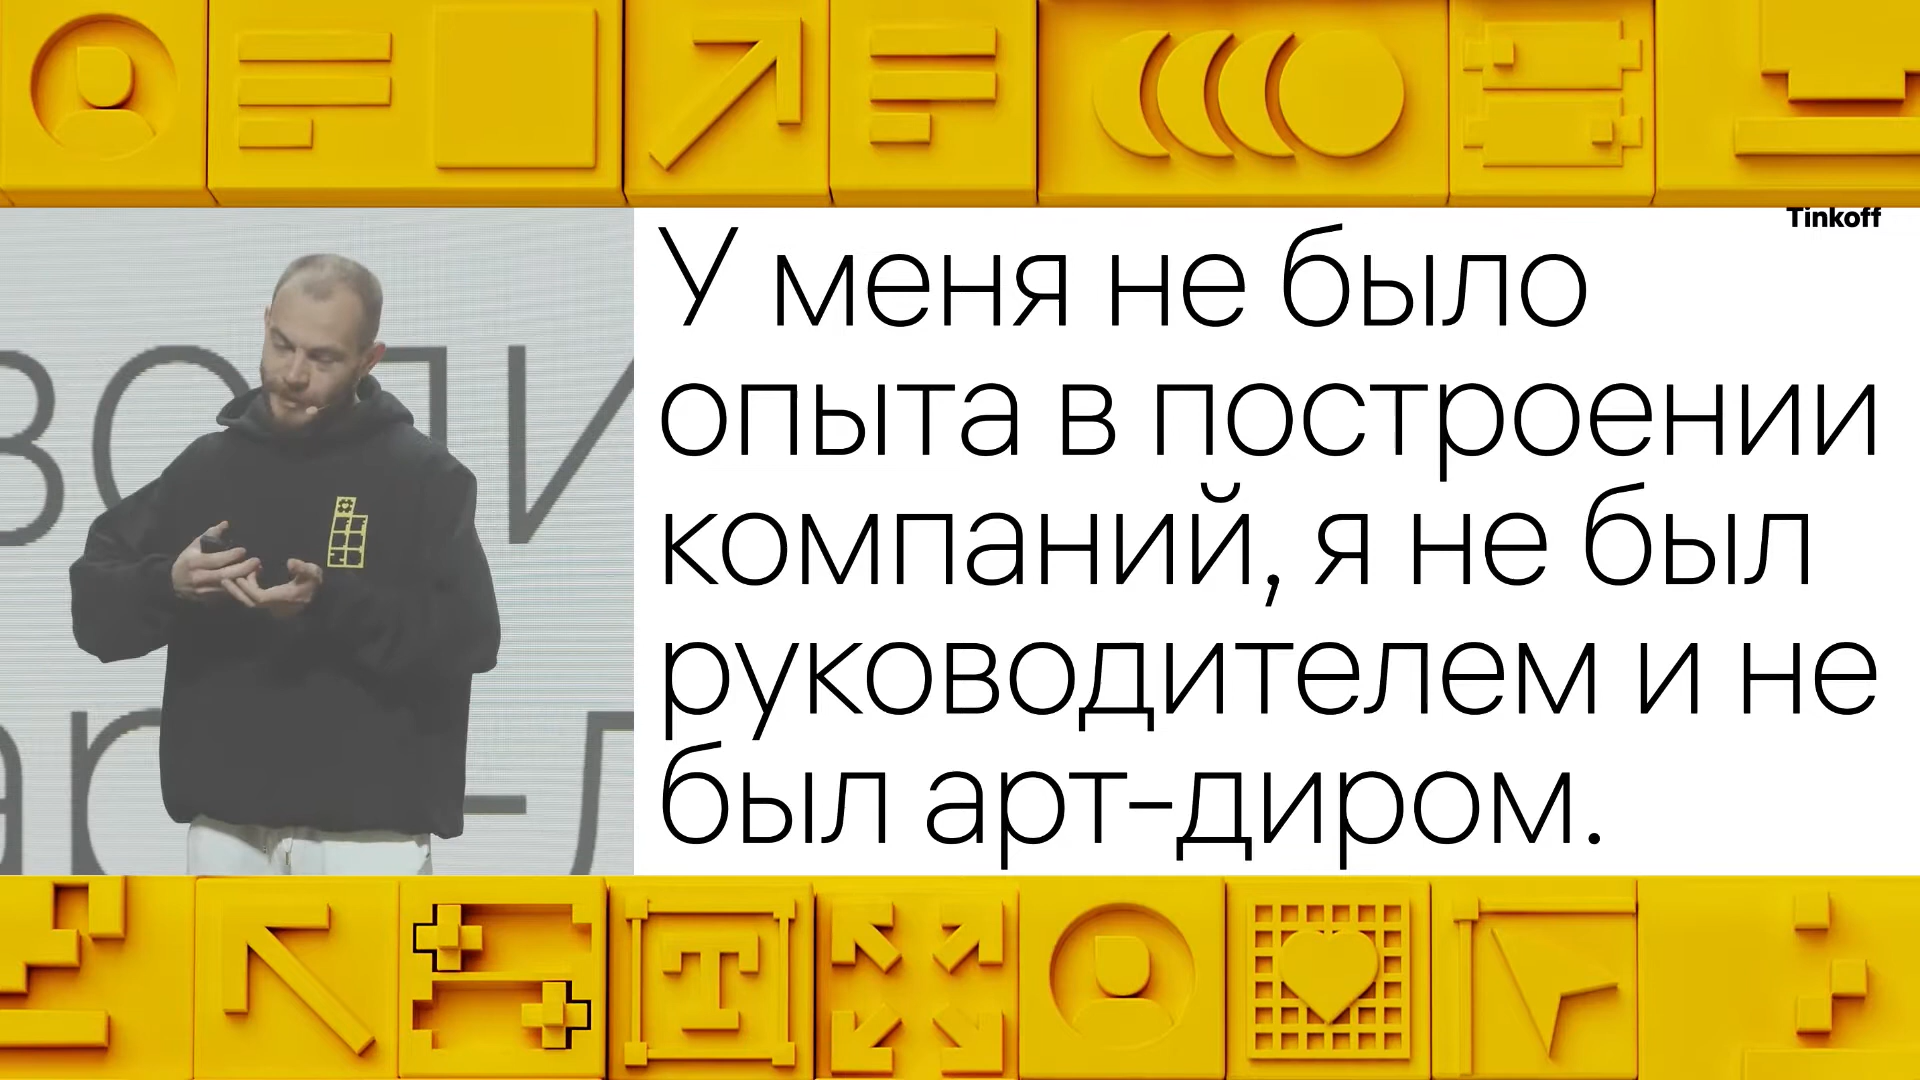 Tinkoff
У меня не было
опыта в построении
компаний, я не был
руководителем и не
был арт-диром.